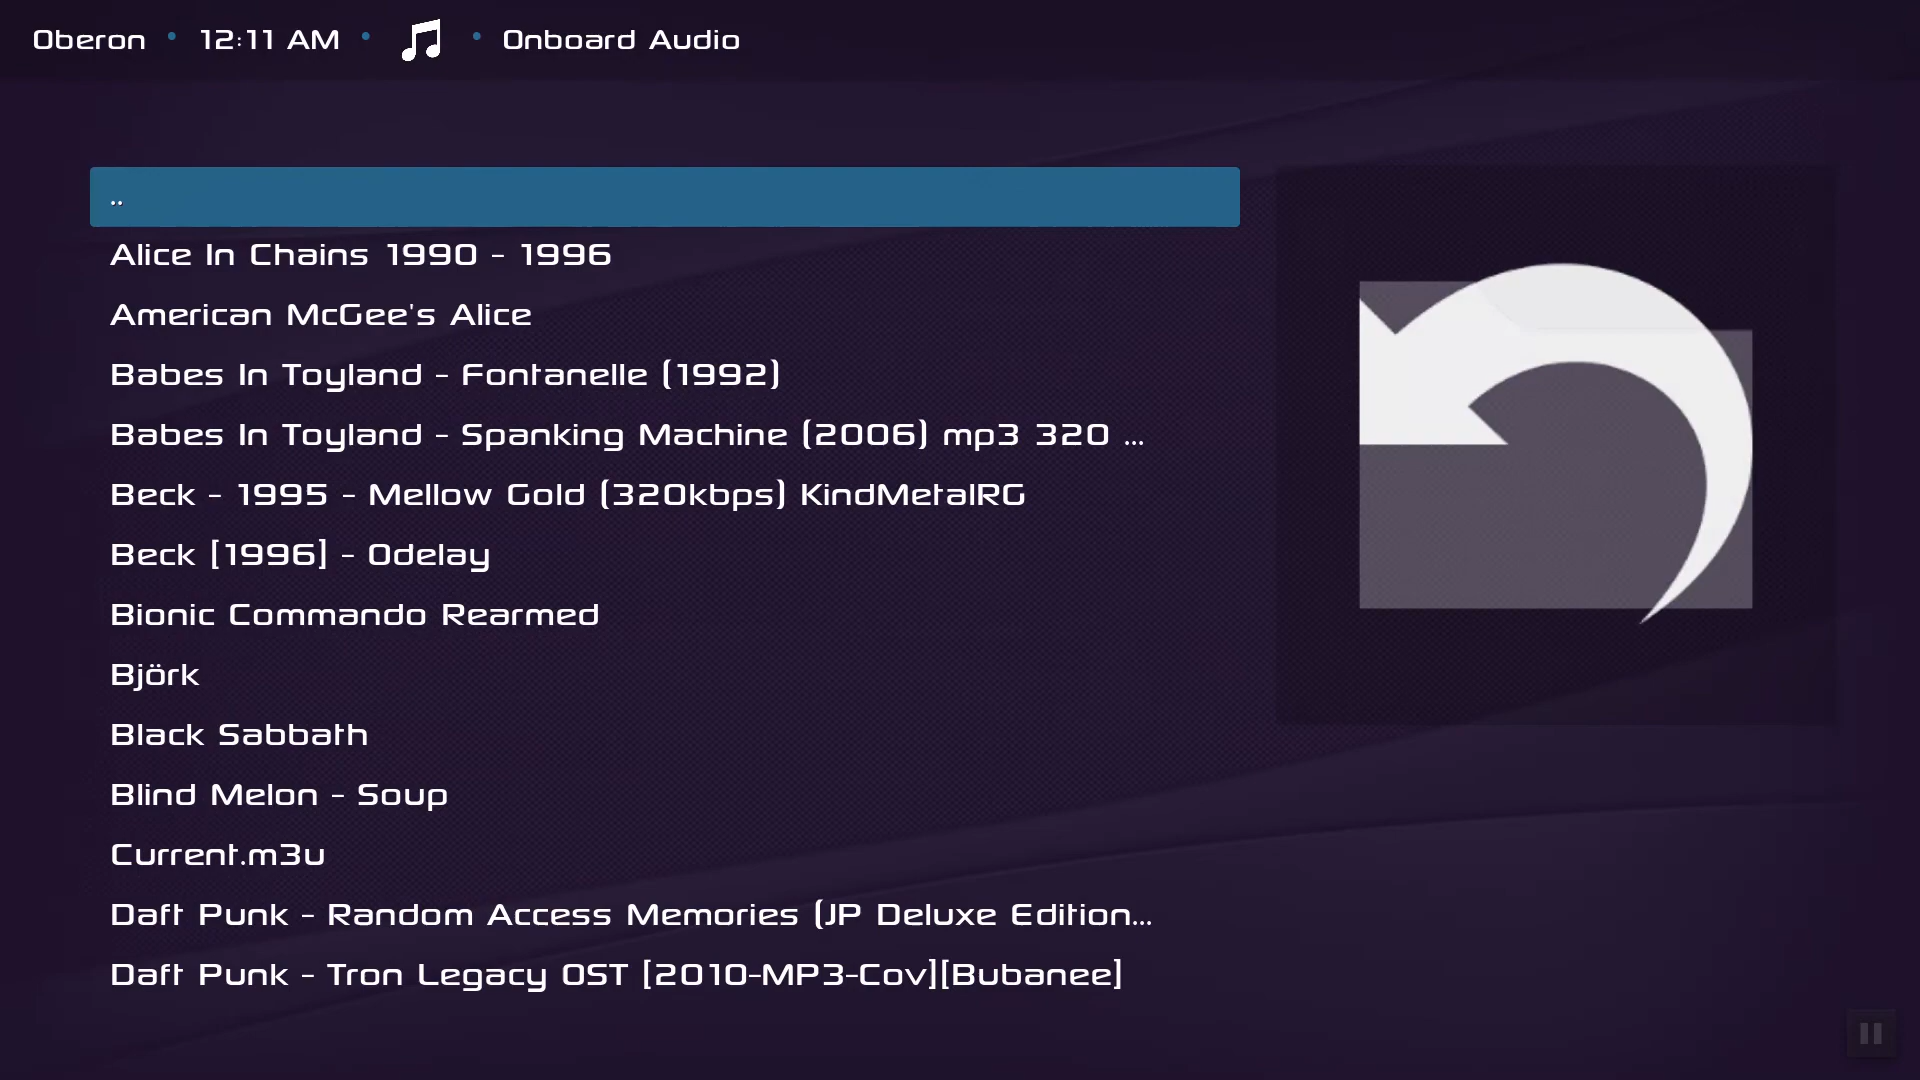 Oberon • 12:11 AM • • Onboard Audio
..
Alice In Chains 1990 - 1996
American McGee's Alice
Babes In Toyland - Fontanelle (1992)
Babes In Toyland - Spanking Machine (2006) mp3 320 ...
Beck - 1995 - Mellow Gold (320kbps) KindMetalRG
Beck [1996] - Odelay
Bionic Commando Rearmed
Björk
Black Sabbath
Blind Melon - Soup
Current.m3u
Daft Punk - Random Access Memories (JP Deluxe Edition...
Daft Punk - Tron Legacy OST [2010-MP3-Cov][Bubanee]